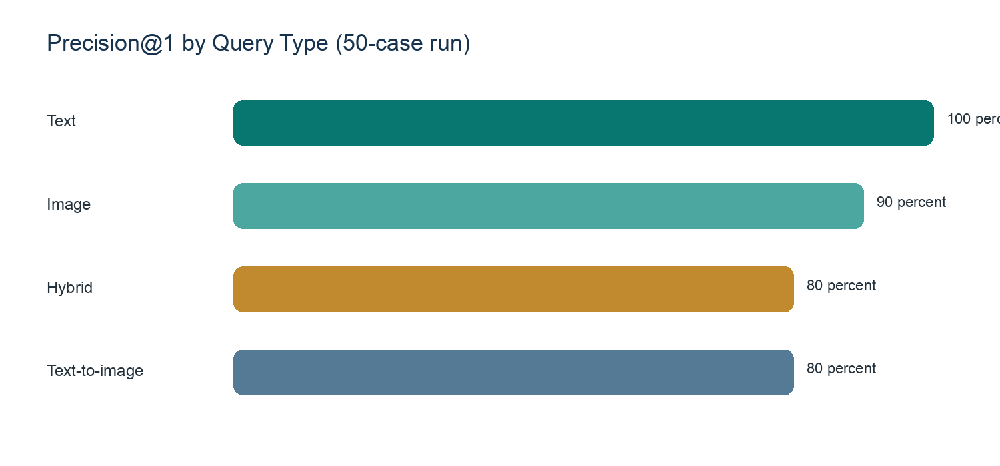 Precision@1 by Query Type (50-case run)
Text
100
Image
90 percent
Hybrid
80 percent
Text-to-image
80 percent